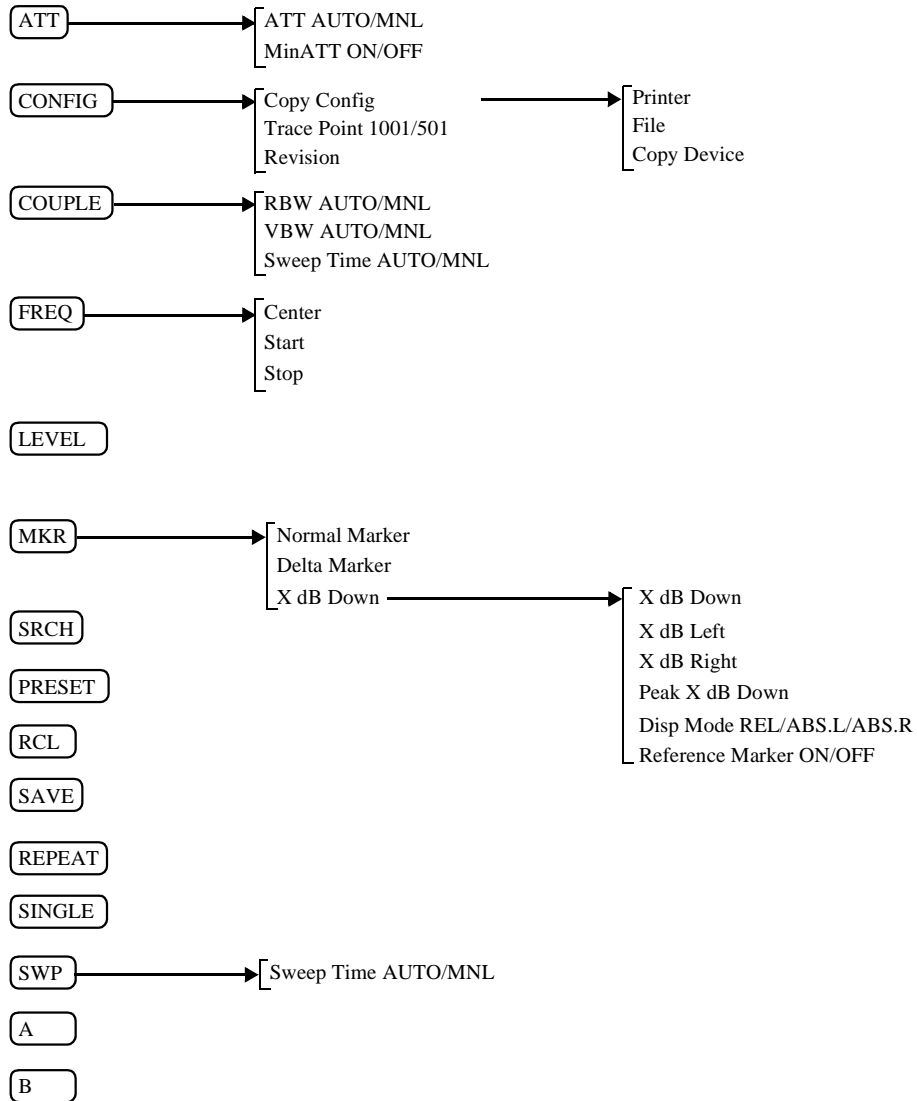 ATT
ATT AUTO/MNL
MinATT ON/OFF
CONFIG
Copy Config
Trace Point 1001/501
Revision
Printer
File
Copy Device
COUPLE
RBW AUTO/MNL
VBW AUTO/MNL
Sweep Time AUTO/MNL
FREQ
Center
Start
Stop
LEVEL
MKR
Normal Marker
Delta Marker
X dB Down
X dB Down
X dB Left
X dB Right
Peak X dB Down
Disp Mode REL/ABS.L/ABS.R
Reference Marker ON/OFF
SRCH
PRESET
RCL
SAVE
REPEAT
SINGLE
SWP
Sweep Time AUTO/MNL
A
B